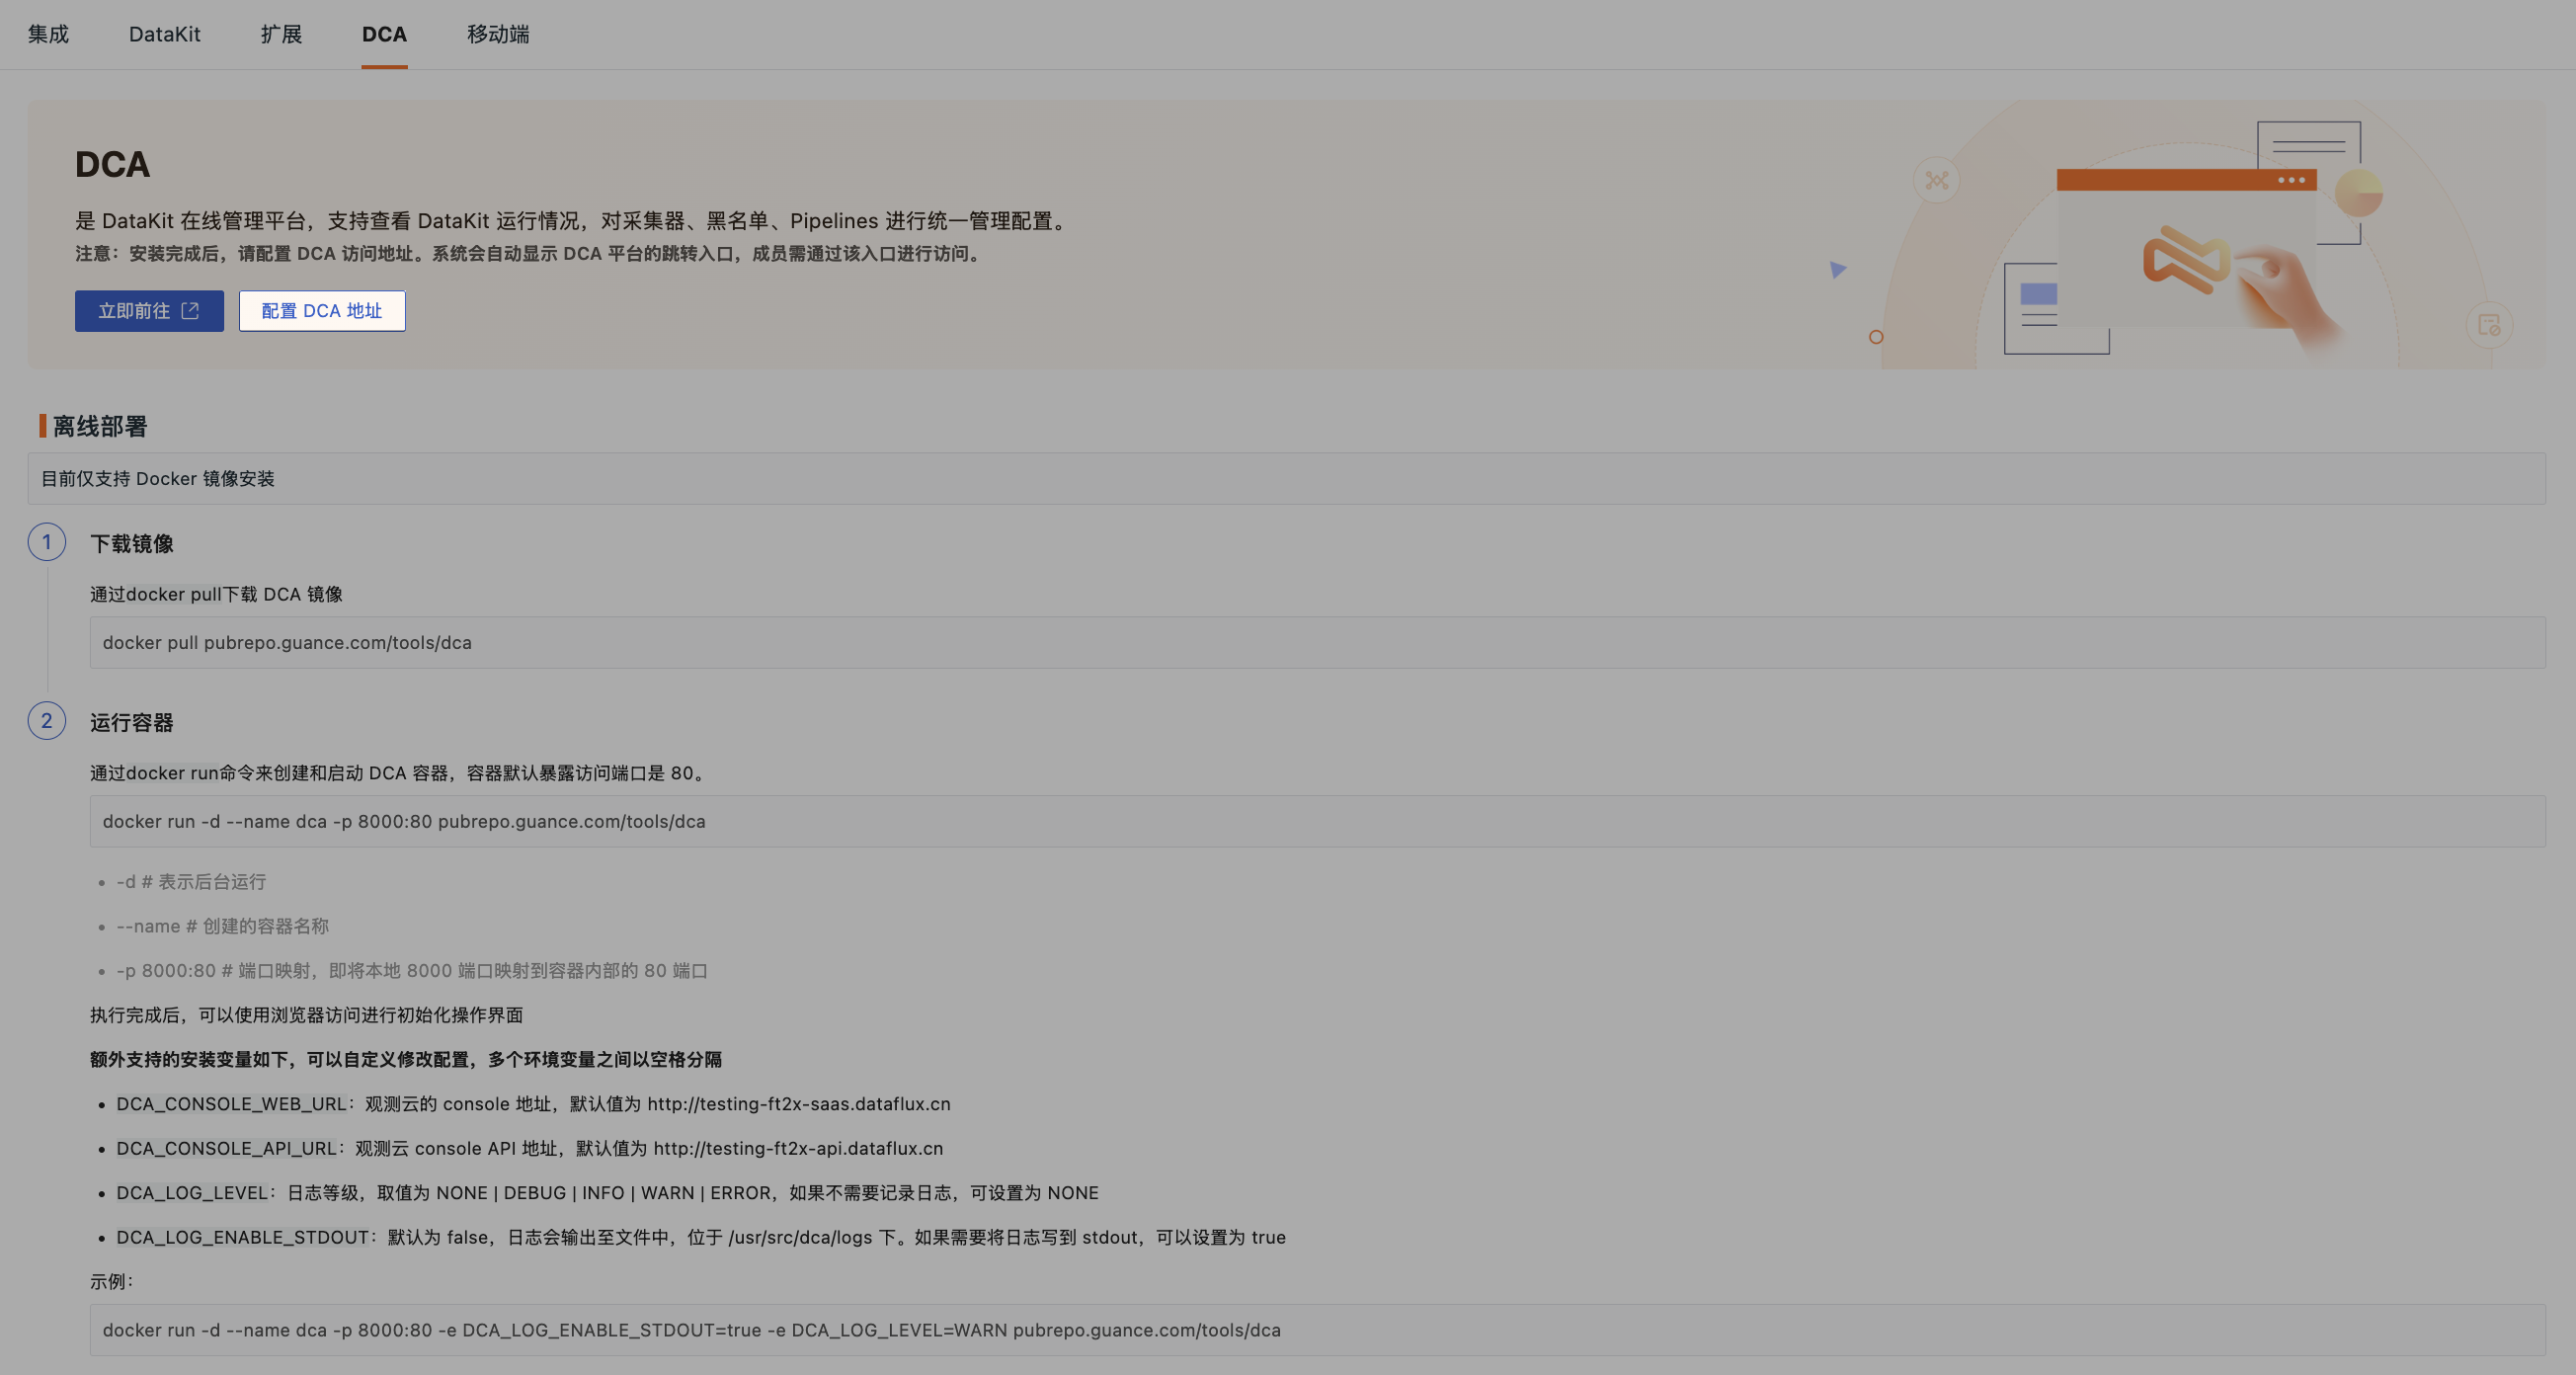 集成 DataKit 扩展 DCA 移动端
DCA
是 DataKit 在线管理平台，支持查看 DataKit 运行情况，对采集器、黑名单、Pipelines 进行统一管理配置。
注意：安装完成后，请配置 DCA 访问地址。系统会自动显示 DCA 平台的跳转入口，成员需通过该入口进行访问。
立即前往 配置 DCA 地址
离线部署
目前仅支持 Docker 镜像安装
1 下载镜像
通过docker pull下载 DCA 镜像
docker pull pubrepo.guance.com/tools/dca
2 运行容器
通过docker run命令来创建和启动 DCA 容器，容器默认暴露访问端口是 80。
docker run -d --name dca -p 8000:80 pubrepo.guance.com/tools/dca
• -d # 表示后台运行
• --name # 创建的容器名称
• -p 8000:80 # 端口映射，即将本地 8000 端口映射到容器内部的 80 端口
执行完成后，可以使用浏览器访问进行初始化操作界面
额外支持的安装变量如下，可以自定义修改配置，多个环境变量之间以空格分隔
• DCA_CONSOLE_WEB_URL：观测云的 console 地址，默认值为 http://testing-ft2x-saas.dataflux.cn
• DCA_CONSOLE_API_URL：观测云 console API 地址，默认值为 http://testing-ft2x-api.dataflux.cn
• DCA_LOG_LEVEL：日志等级，取值为 NONE | DEBUG | INFO | WARN | ERROR，如果不需要记录日志，可设置为 NONE
• DCA_LOG_ENABLE_STDOUT：默认为 false，日志会输出至文件中，位于 /usr/src/dca/logs 下。如果需要将日志写到 stdout，可以设置为 true
示例：
docker run -d --name dca -p 8000:80 -e DCA_LOG_ENABLE_STDOUT=true -e DCA_LOG_LEVEL=WARN pubrepo.guance.com/tools/dca